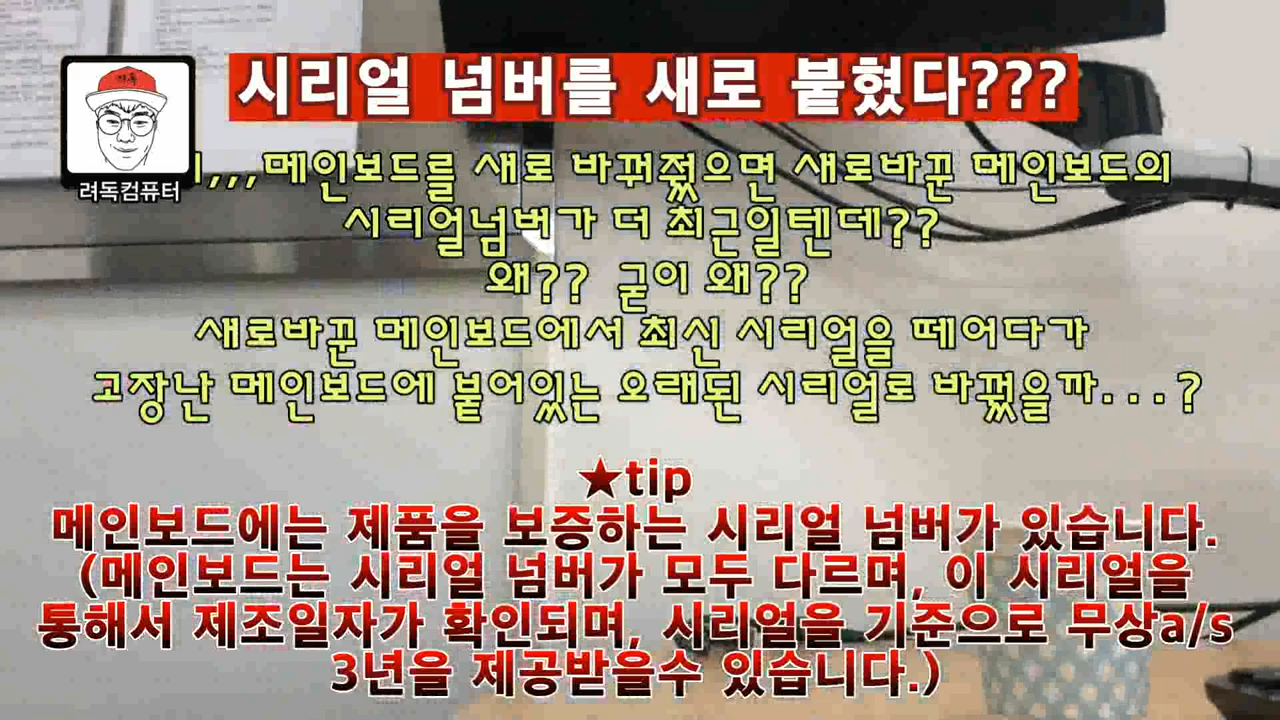 시리얼 넘버를 새로 붙혔다???
려독컴퓨터
,,,메인보드를 새로 바꿔졌으면 새로바꾼 메인보드의
시리얼넘버가 더 최근일텐데??
왜?? 굳이 왜??
새로바꾼 메인보드에서 최신 시리얼을 떼어다가
고장난 메인보드에 붙어있는 오래된 시리얼로 바꿨을까...?
★tip
메인보드에는 제품을 보증하는 시리얼 넘버가 있습니다.
(메인보드는 시리얼 넘버가 모두 다르며, 이 시리얼을
통해서 제조일자가 확인되며, 시리얼을 기준으로 무상a/s
3년을 제공받을수 있습니다.)